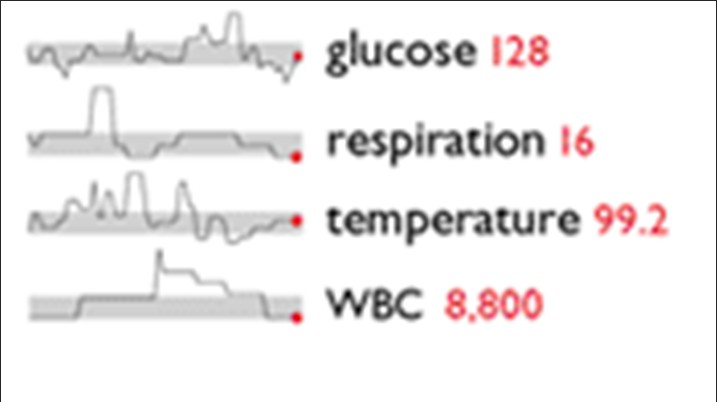 glucose 128
respiration 16
temperature 99.2
WBC 8,800